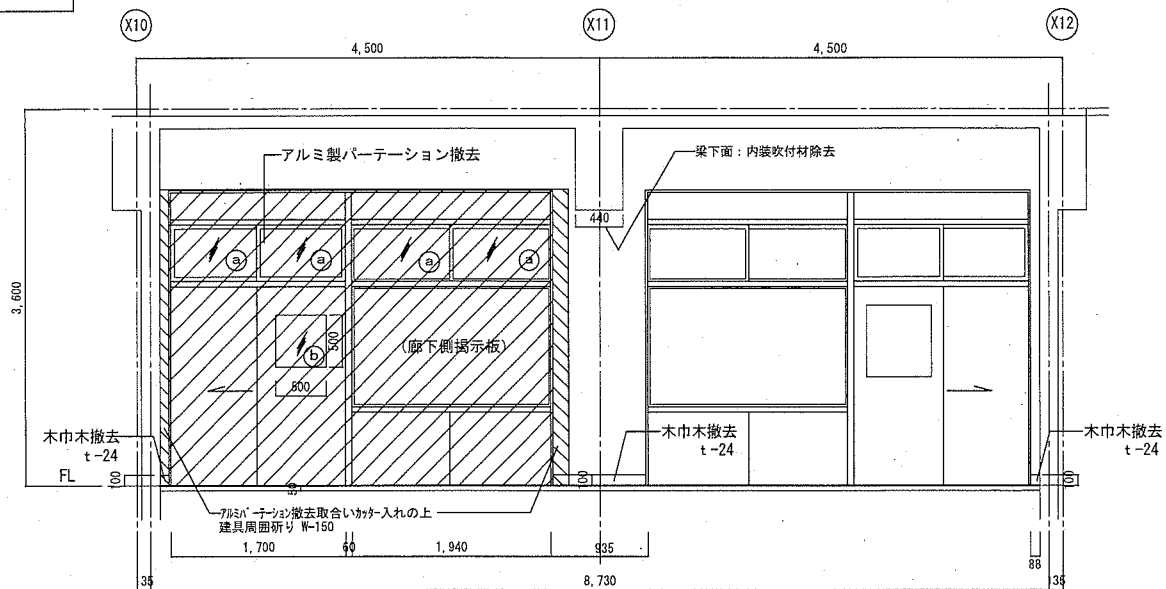 X10
X11
X12
4,500
4,500
アルミ製パーテーション撤去
梁下面：内装吹付材除去
440
3,600
a
a
a
a
b
500
500
(廊下側掲示板)
木巾木撤去
t-24
木巾木撤去
t-24
木巾木撤去
t-24
FL
100
100
100
50
アルミパーテーション撤去取合いカッター入れの上
建具周囲斫り W-150
1,700
60
1,940
935
88
135
8,730
135